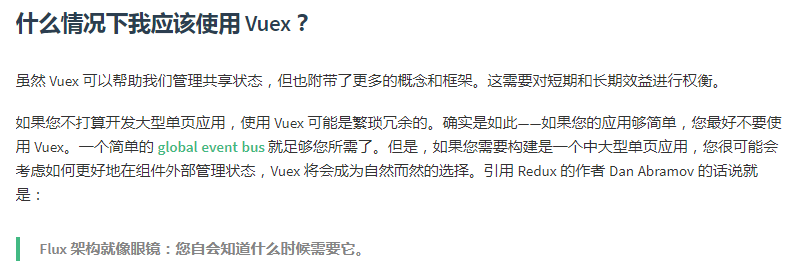 什么情况下我应该使用 Vuex？
虽然 Vuex 可以帮助我们管理共享状态，但也附带了更多的概念和框架。这需要对短期和长期效益进行权衡。
如果您不打算开发大型单页应用，使用 Vuex 可能是繁琐冗余的。确实是如此——如果您的应用够简单，您最好不要使
用 Vuex。一个简单的 global event bus 就足够您所需了。但是，如果您需要构建是一个中大型单页应用，您很可能会
考虑如何更好地在组件外部管理状态，Vuex 将会成为自然而然的选择。引用 Redux 的作者 Dan Abramov 的话说就
是：
Flux 架构就像眼镜：您自会知道什么时候需要它。